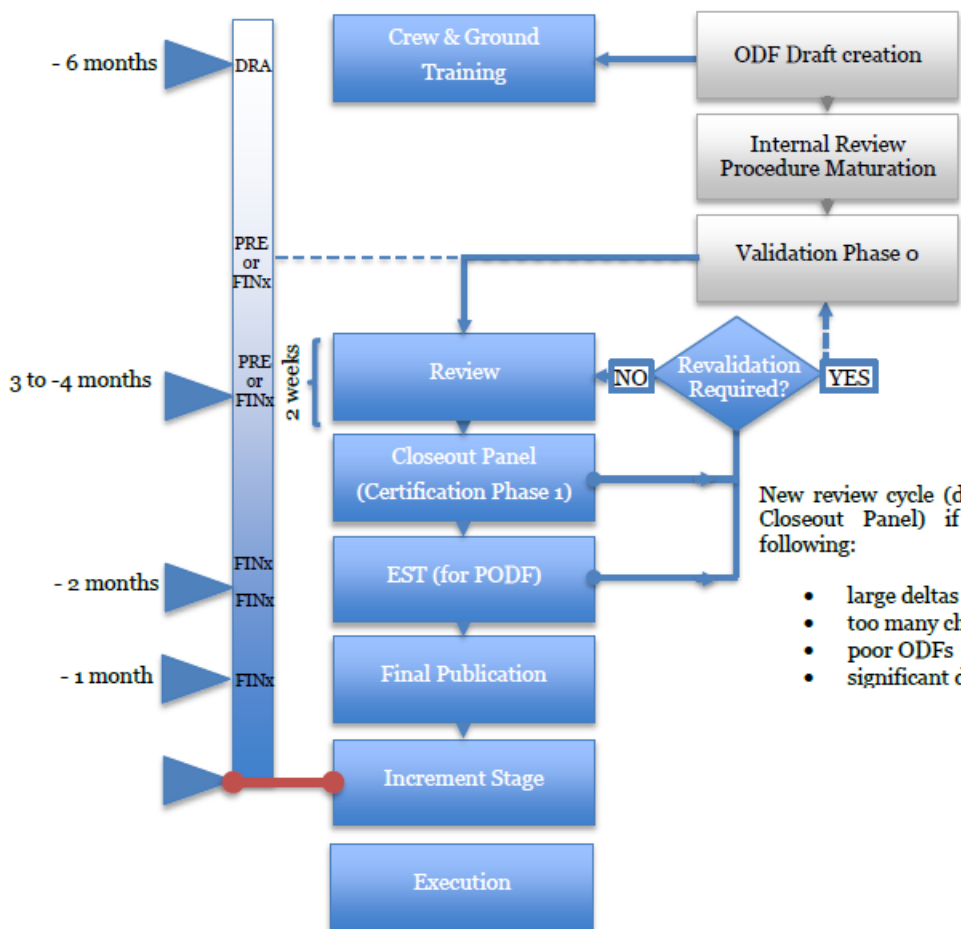 Crew & Ground
Training
ODF Draft creation
- 6 months
DRA
Internal Review
Procedure Maturation
PRE
or
FINx
Validation Phase 0
3 to -4 months
PRE
or
FINx
2 weeks
Review
NO
Revalidation
Required?
YES
Closeout Panel
(Certification Phase 1)
New review cycle (d
Closeout Panel) if
following:
- 2 months
FINx
FINx
EST (for PODF)
• large deltas
• too many ch
• poor ODFs
• significant d
- 1 month
FINx
Final Publication
Increment Stage
Execution